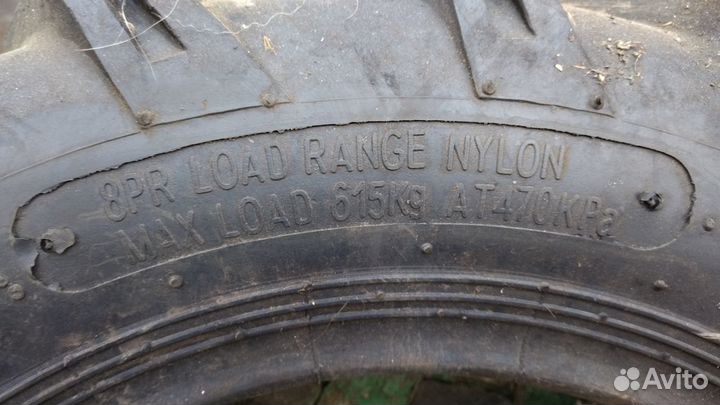 8PR LOAD RANGE NYLON
MAX LOAD 615Kg AT470KPa
Avito